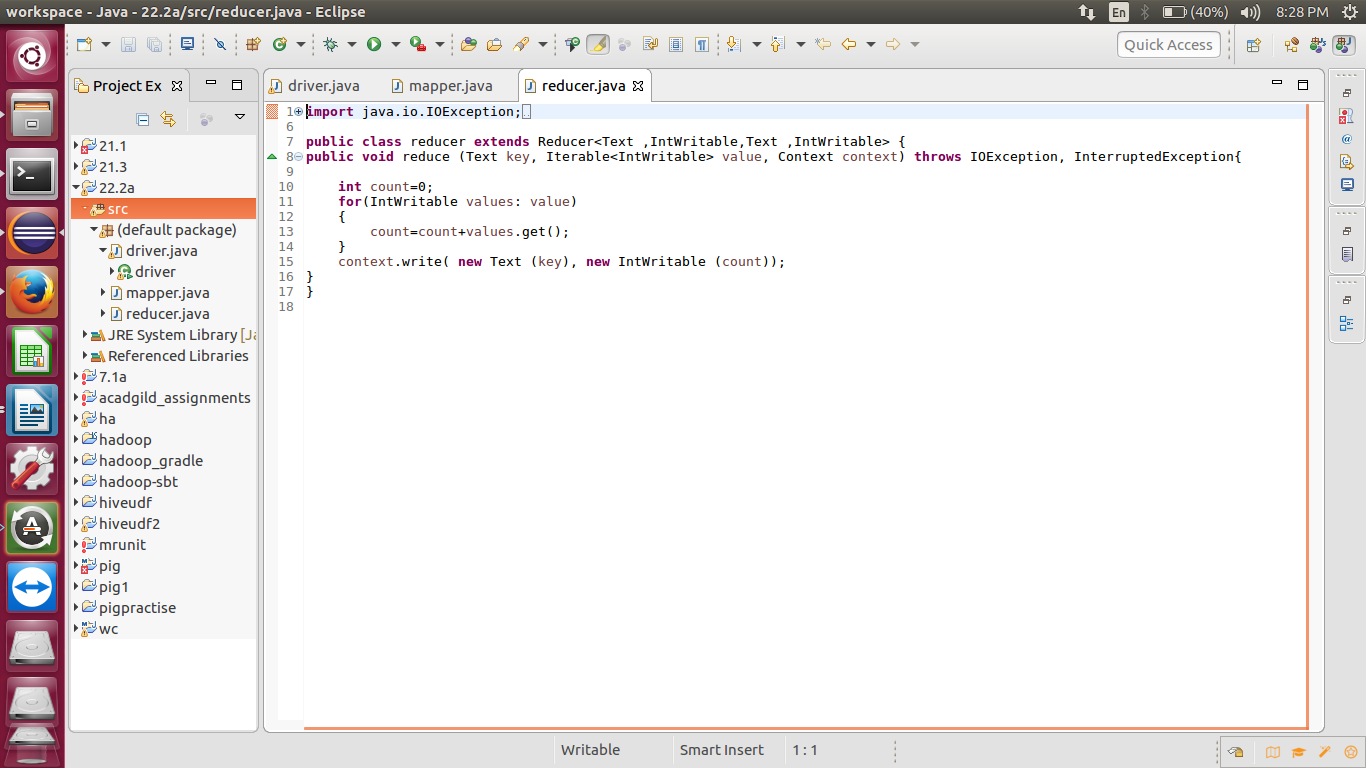 workspace - Java - 22.2a/src/reducer.java - Eclipse
En
(40%)
8:28 PM
Quick Access
Project Ex
driver.java
mapper.java
reducer.java
21.1
21.3
22.2a
src
(default package)
driver.java
driver
mapper.java
reducer.java
JRE System Library [Ja
Referenced Libraries
7.1a
acadgild_assignments
ha
hadoop
hadoop_gradle
hadoop-sbt
hiveudf
hiveudf2
mrunit
pig
pig1
pigpractise
wc
1 import java.io.IOException;
6
7 public class reducer extends Reducer<Text ,IntWritable,Text ,IntWritable> {
8 public void reduce (Text key, Iterable<IntWritable> value, Context context) throws IOException, InterruptedException{
9
10 int count=0;
11 for(IntWritable values: value)
12 {
13 count=count+values.get();
14 }
15 context.write( new Text (key), new IntWritable (count));
16 }
17 }
18
Writable
Smart Insert
1 : 1